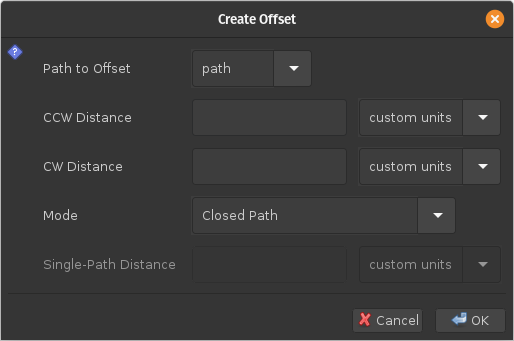 Create Offset
Path to Offset path
CCW Distance custom units
CW Distance custom units
Mode Closed Path
Single-Path Distance custom units
Cancel OK